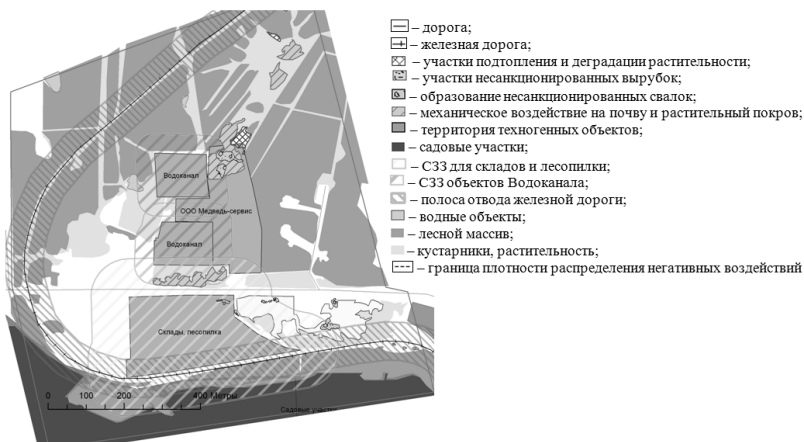 Водоканал
ООО Медведь-сервис
Водоканал
Склады, лесопилка
0 100 200 400 Метры
Садовые участки
– дорога;
– железная дорога;
– участки подтопления и деградации растительности;
– участки несанкционированных вырубок;
– образование несанкционированных свалок;
– механическое воздействие на почву и растительный покров;
– территория техногенных объектов;
– садовые участки;
– СЗЗ для складов и лесопилки;
– СЗЗ объектов Водоканала;
– полоса отвода железной дороги;
– водные объекты;
– лесной массив;
– кустарники, растительность;
– граница плотности распределения негативных воздействий